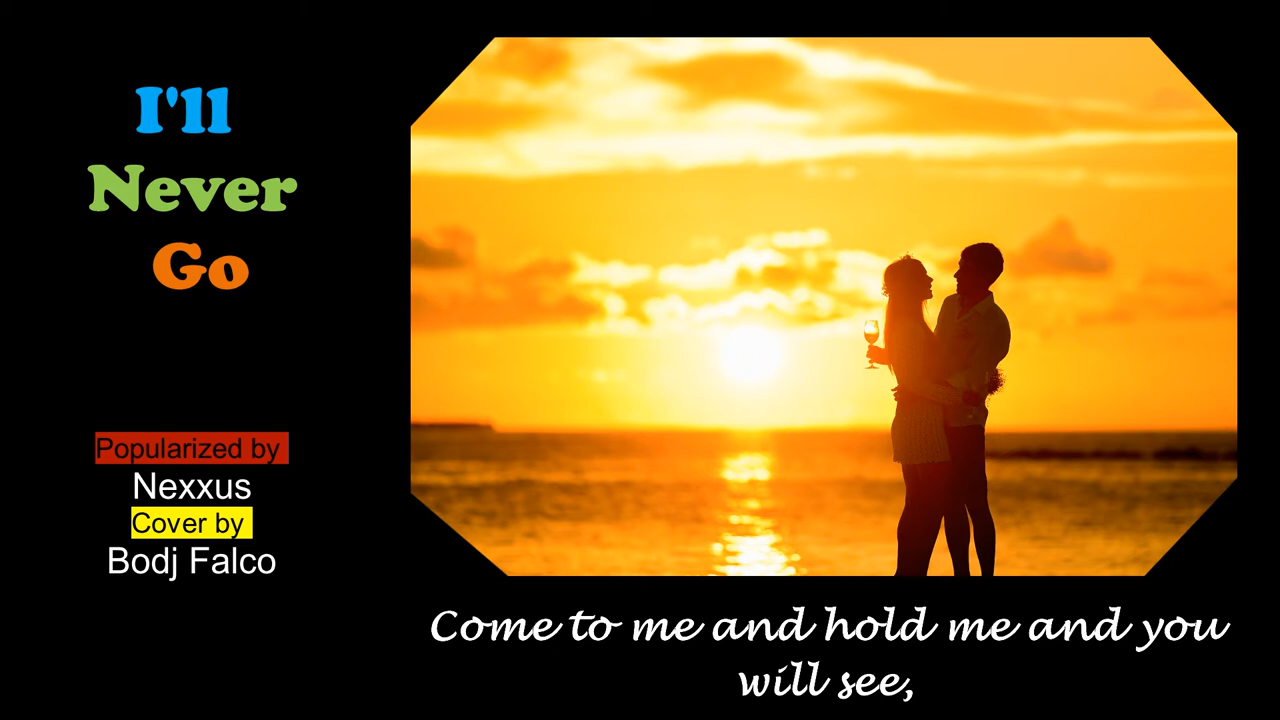 I'll
Never
Go
Popularized by
Nexxus
Cover by
Bodj Falco
Come to me and hold me and you
will see,